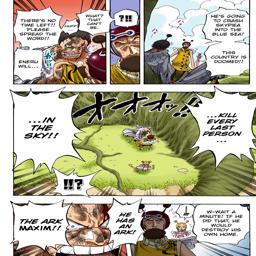 THERE'S NO TIME LEFT!! PLEASE SPREAD THE WORD!!
ENERU WILL...
WHAT? THAT CAN'T BE.
?!!
HE'S GOING TO CRASH SKYPIEA INTO THE BLUE SEA!
THIS COUNTRY IS DOOMED!!
...KILL EVERY LAST PERSON...
...IN THE SKY!!
!!?
THE ARK MAXIM!!
HE HAS AN ARK!
W-WAIT A MINUTE! IF HE DID THAT, HE WOULD DESTROY HIS OWN HOME.